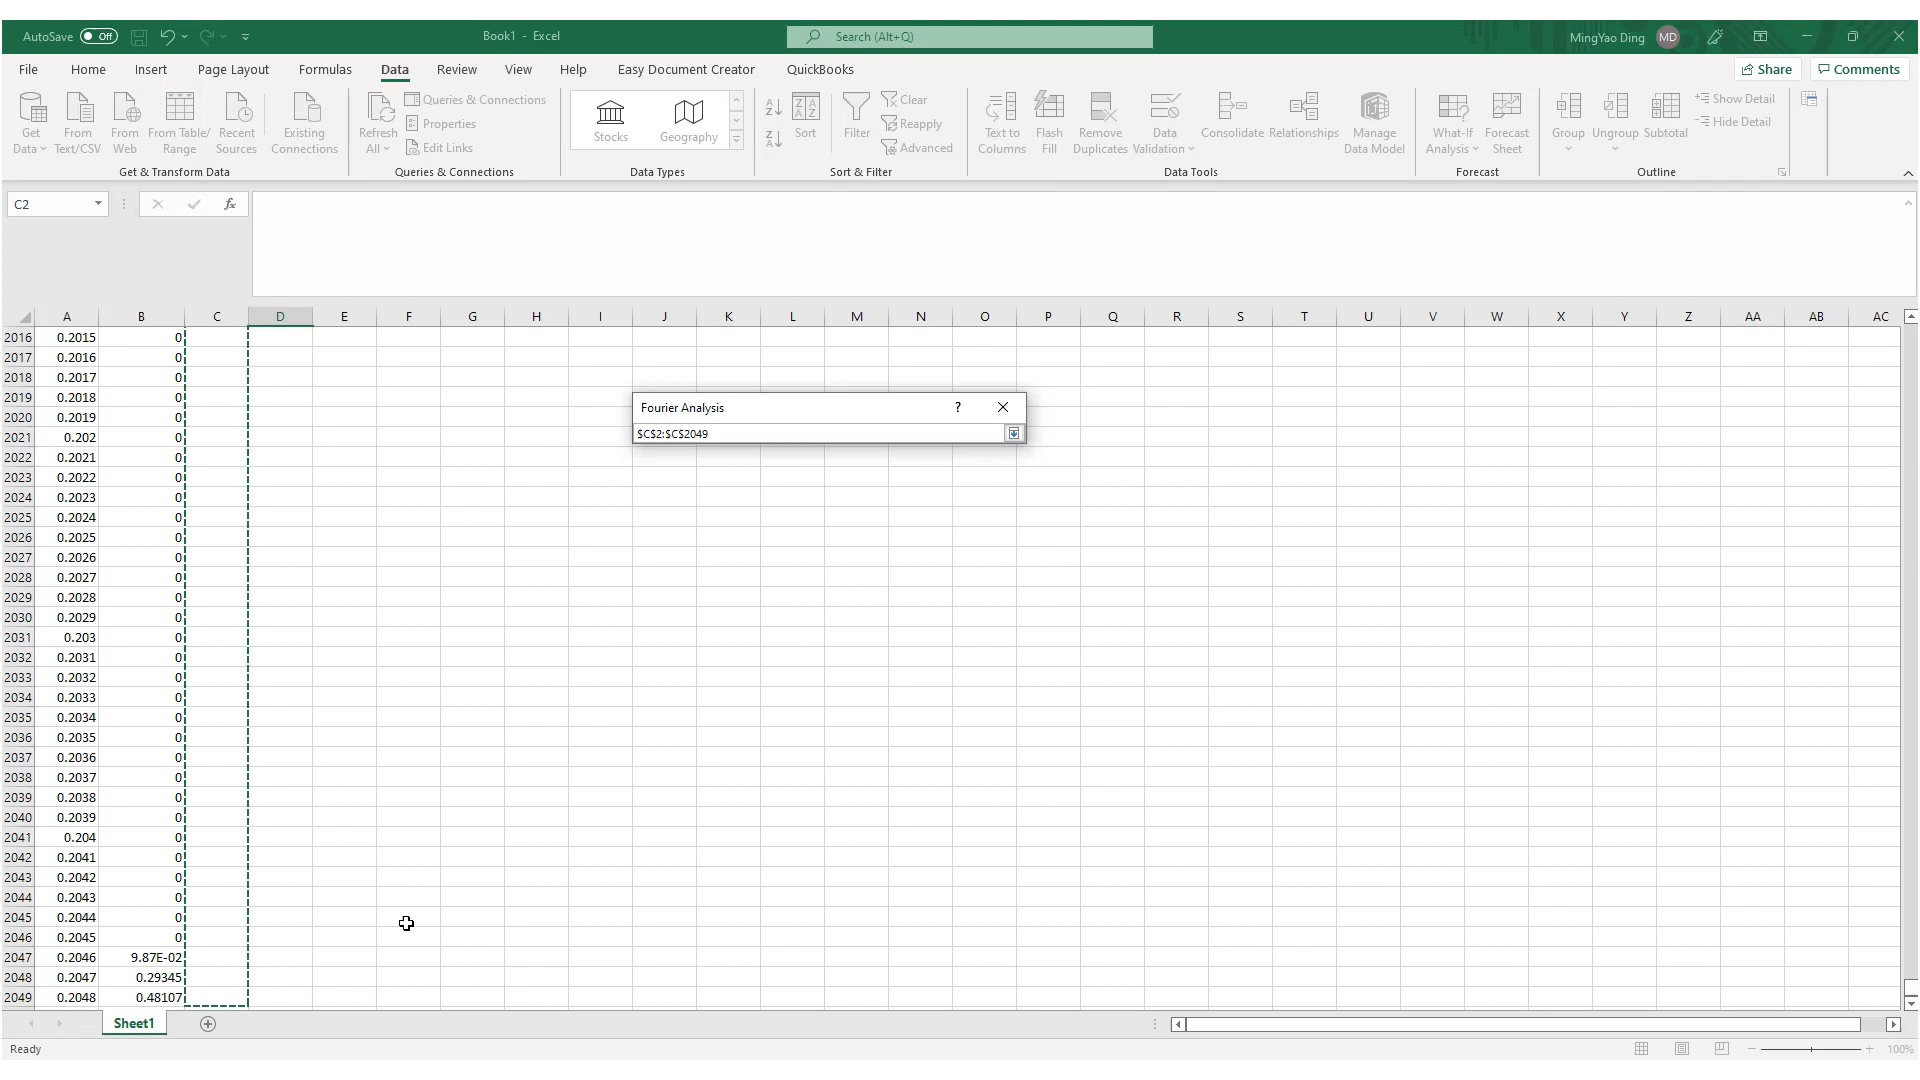 AutoSave Off Book1 - Excel Search (Alt+Q) MingYao Ding MD
File Home Insert Page Layout Formulas Data Review View Help Easy Document Creator QuickBooks Share Comments
Get Data From Text/CSV From Web From Table/ Range Recent Sources Existing Connections
Get & Transform Data
Refresh All Queries & Connections Properties Edit Links
Queries & Connections
Stocks Geography
Data Types
Sort Filter Clear Reapply Advanced
Sort & Filter
Text to Columns Flash Fill Remove Duplicates Data Validation Consolidate Relationships Manage Data Model
Data Tools
What-If Analysis Forecast Sheet
Forecast
Group Ungroup Subtotal Show Detail Hide Detail
Outline
C2 fx
A B C D E F G H I J K L M N O P Q R S T U V W X Y Z AA AB AC
2016 0.2015 0
2017 0.2016 0
2018 0.2017 0
2019 0.2018 0
Fourier Analysis ?
2020 0.2019 0
$C$2:$C$2049
2021 0.202 0
2022 0.2021 0
2023 0.2022 0
2024 0.2023 0
2025 0.2024 0
2026 0.2025 0
2027 0.2026 0
2028 0.2027 0
2029 0.2028 0
2030 0.2029 0
2031 0.203 0
2032 0.2031 0
2033 0.2032 0
2034 0.2033 0
2035 0.2034 0
2036 0.2035 0
2037 0.2036 0
2038 0.2037 0
2039 0.2038 0
2040 0.2039 0
2041 0.204 0
2042 0.2041 0
2043 0.2042 0
2044 0.2043 0
2045 0.2044 0
2046 0.2045 0
2047 0.2046 9.87E-02
2048 0.2047 0.29345
2049 0.2048 0.48107
Sheet1
Ready 100%